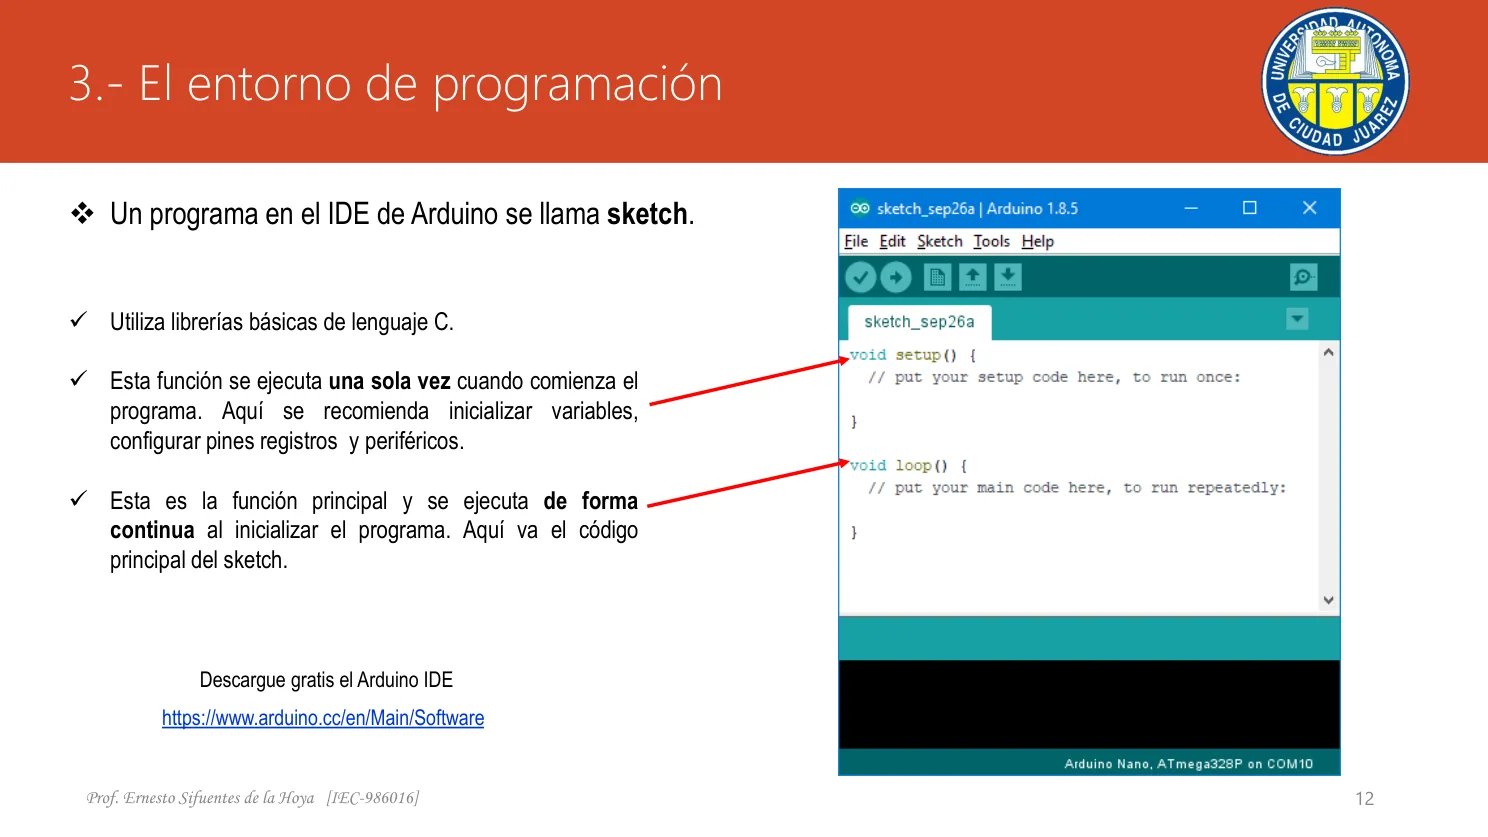 3.- El entorno de programación
UNIVERSIDAD AUTONOMA
DE CIUDAD JUAREZ
❖ Un programa en el IDE de Arduino se llama sketch.
✓ Utiliza librerías básicas de lenguaje C.
✓ Esta función se ejecuta una sola vez cuando comienza el
programa. Aquí se recomienda inicializar variables,
configurar pines registros y periféricos.
✓ Esta es la función principal y se ejecuta de forma
continua al inicializar el programa. Aquí va el código
principal del sketch.
Descargue gratis el Arduino IDE
https://www.arduino.cc/en/Main/Software
sketch_sep26a | Arduino 1.8.5
File Edit Sketch Tools Help
sketch_sep26a
void setup() {
// put your setup code here, to run once:
}
void loop() {
// put your main code here, to run repeatedly:
}
Arduino Nano, ATmega328P on COM10
Prof. Ernesto Sifuentes de la Hoya [IEC-986016]
12